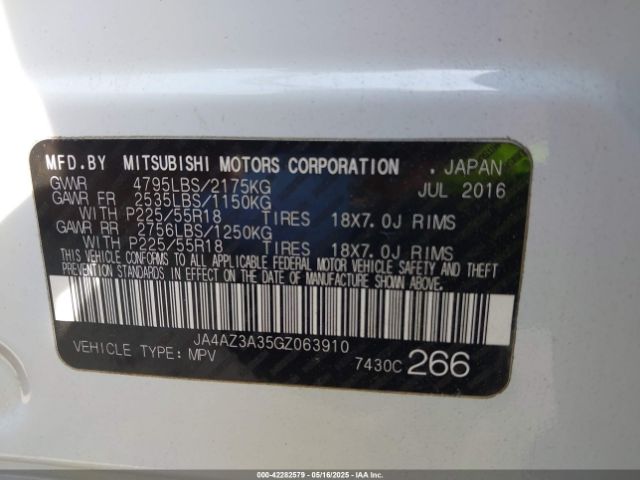 MFD.BY MITSUBISHI MOTORS CORPORATION . JAPAN
GVWR 4795LBS/2175KG JUL 2016
GAWR FR 2535LBS/1150KG
WITH P225/55R18 TIRES 18X7.0J RIMS
GAWR RR 2756LBS/1250KG
WITH P225/55R18 TIRES 18X7.0J RIMS
THIS VEHICLE CONFORMS TO ALL APPLICABLE FEDERAL MOTOR VEHICLE SAFETY AND THEFT
PREVENTION STANDARDS IN EFFECT ON THE DATE OF MANUFACTURE SHOWN ABOVE.
JA4AZ3A35GZ063910
VEHICLE TYPE: MPV 7430C 266
000-42282579 - 05/16/2025 - IAAI.COM